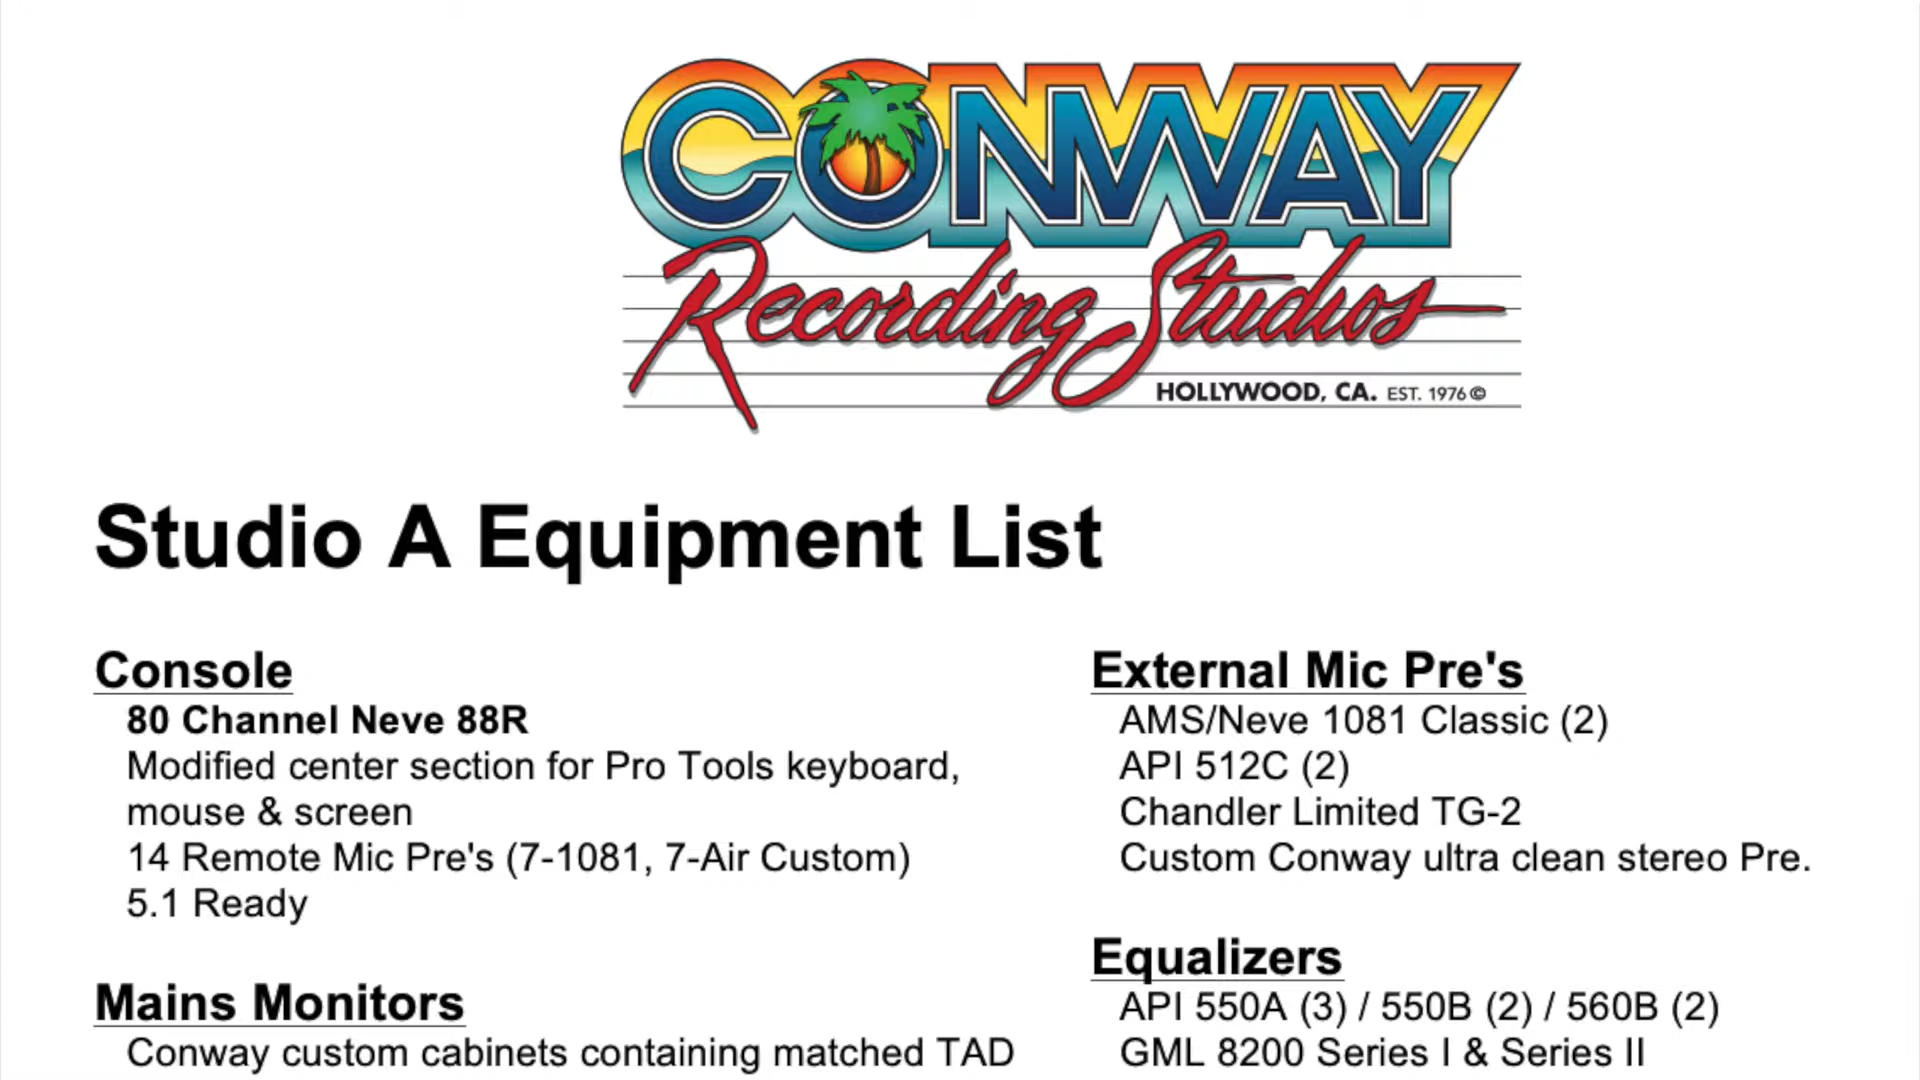 CONWAY
Recording Studios
HOLLYWOOD, CA. EST. 1976©
Studio A Equipment List
Console
80 Channel Neve 88R
Modified center section for Pro Tools keyboard,
mouse & screen
14 Remote Mic Pre's (7-1081, 7-Air Custom)
5.1 Ready
Mains Monitors
Conway custom cabinets containing matched TAD
External Mic Pre's
AMS/Neve 1081 Classic (2)
API 512C (2)
Chandler Limited TG-2
Custom Conway ultra clean stereo Pre.
Equalizers
API 550A (3) / 550B (2) / 560B (2)
GML 8200 Series I & Series II